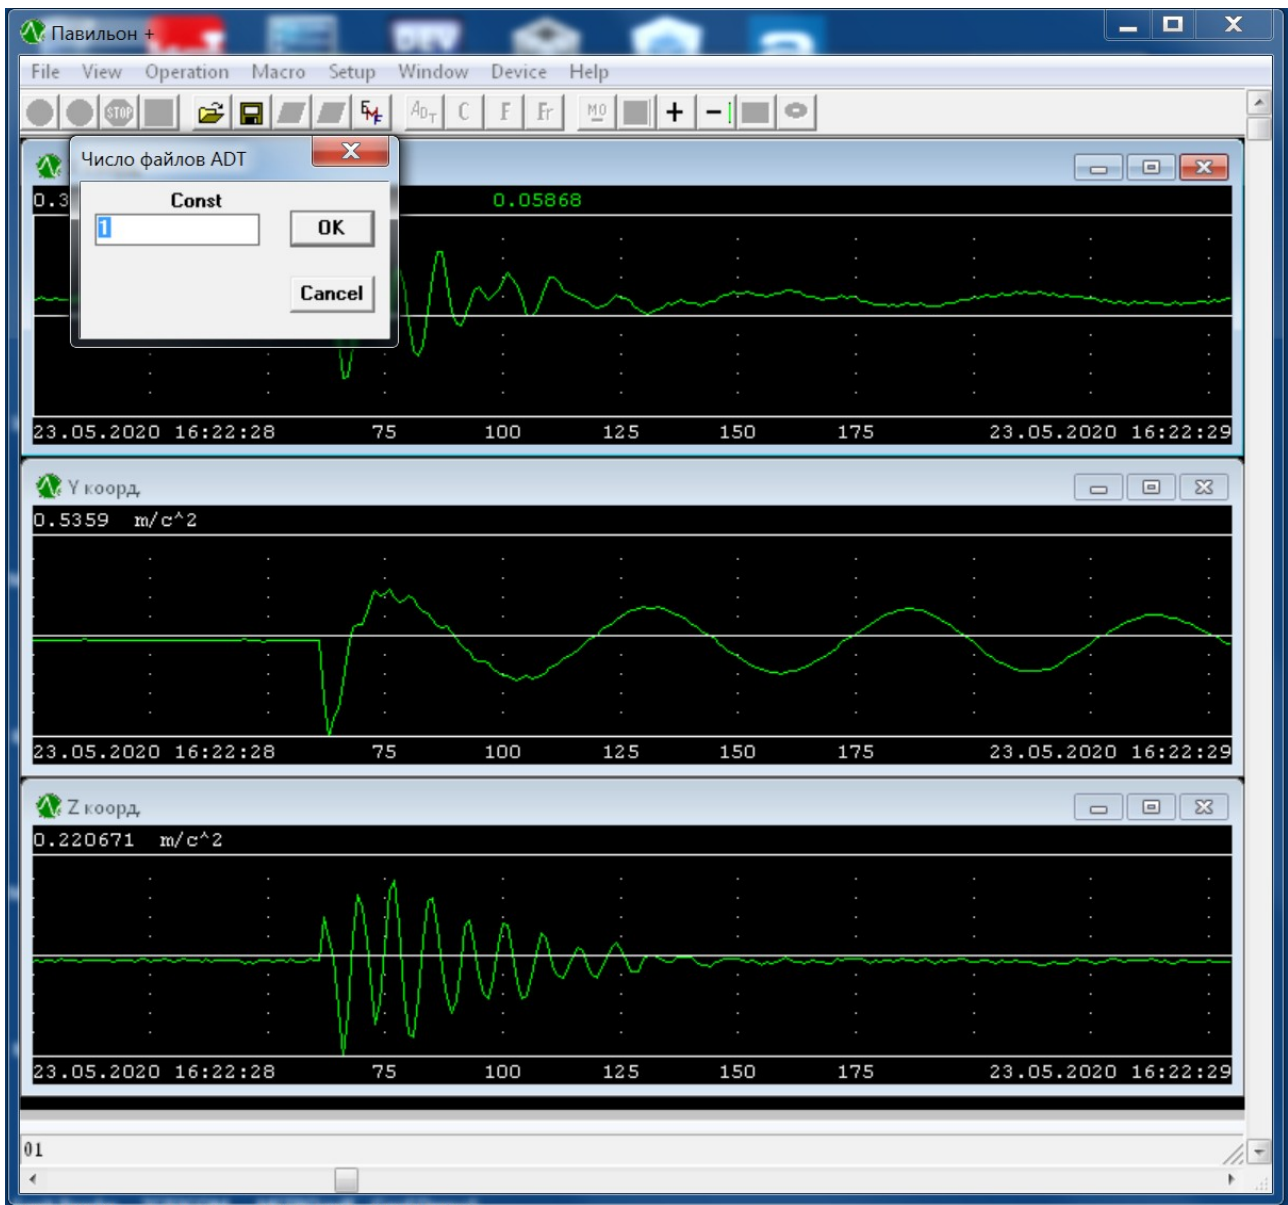 Павильон +
File View Operation Macro Setup Window Device Help
STOP EMF ADT C F Fr MO + -
Число файлов ADT
Const
1
OK
Cancel
0.3 0.05868
23.05.2020 16:22:28 75 100 125 150 175 23.05.2020 16:22:29
Y коорд.
0.5359 m/c^2
23.05.2020 16:22:28 75 100 125 150 175 23.05.2020 16:22:29
Z коорд.
0.220671 m/c^2
23.05.2020 16:22:28 75 100 125 150 175 23.05.2020 16:22:29
01